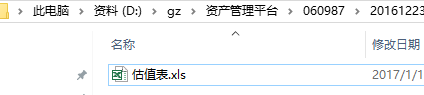 此电脑 › 资料 (D:) › gz › 资产管理平台 › 060987 › 20161223
名称 修改日期
估值表.xls 2017/1/1